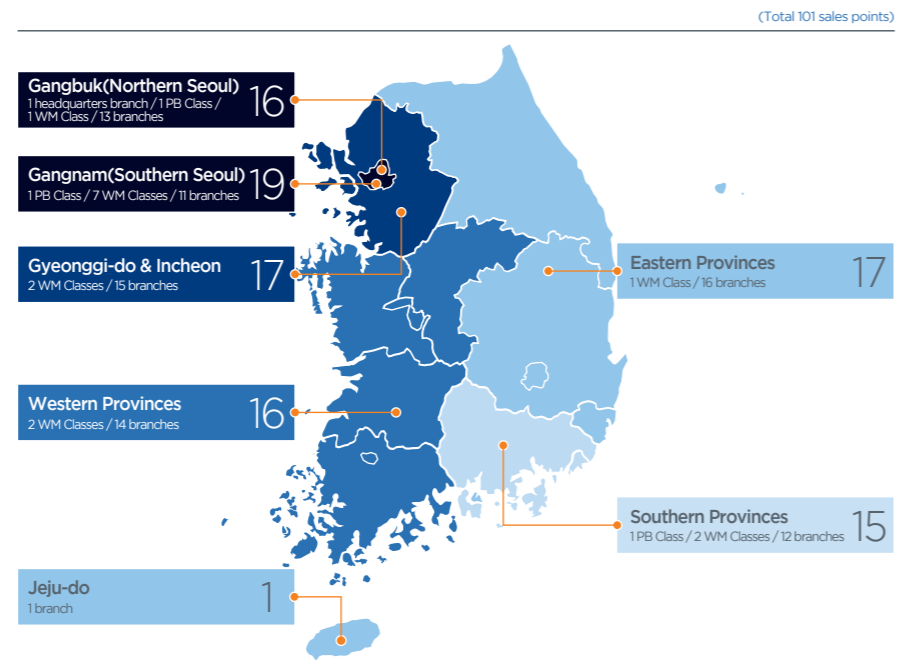 (Total 101 sales points)
Gangbuk(Northern Seoul)
1 headquarters branch / 1 PB Class /
1 WM Class / 13 branches
16
Gangnam(Southern Seoul)
1 PB Class / 7 WM Classes / 11 branches
19
Gyeonggi-do & Incheon
2 WM Classes / 15 branches
17
Eastern Provinces
1 WM Class / 16 branches
17
Western Provinces
2 WM Classes / 14 branches
16
Southern Provinces
1 PB Class / 2 WM Classes / 12 branches
15
Jeju-do
1 branch
1